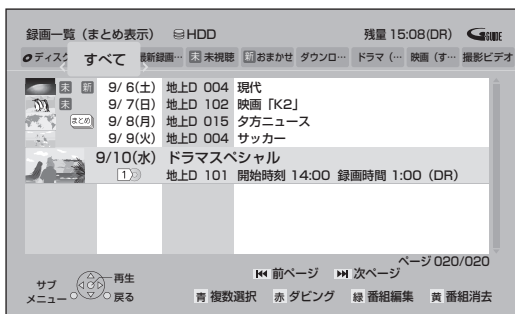 録画一覧（まとめ表示） HDD 残量 15:08(DR) GGUIDE
ディスク すべて 最新録画… 未 未視聴 新 おまかせ ダウンロ… ドラマ（… 映画（す… 撮影ビデオ
未 新 9/ 6(土) 地上D 004 現代
未 9/ 7(日) 地上D 102 映画「K2」
まとめ 9/ 8(月) 地上D 015 夕方ニュース
9/ 9(火) 地上D 004 サッカー
9/10(水) ドラマスペシャル
1 地上D 101 開始時刻 14:00 録画時間 1:00（DR）
ページ 020/020
前ページ 次ページ
サブメニュー 再生 戻る
青 複数選択 赤 ダビング 緑 番組編集 黄 番組消去